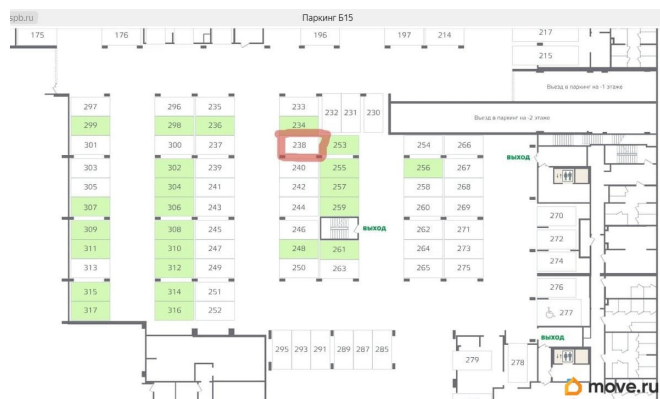 spb.ru
Паркинг Б15
175 176 196 197 214 217
215
Выезд в паркинг на -1 этаже
297 296 235 233 232 231 230
Выезд в паркинг на -2 этаже
299 298 236 234
301 300 237 238 253 254 266
выход
303 302 239 240 255 256 267
305 304 241 242 257 258 268
307 306 243 244 259 260 269
270
309 308 245 246 выход 262 271
272
311 310 247 248 261 264 273
274
313 312 249 250 263 265 275
276
315 314 251
317 316 252 277
выход
295 293 291 289 287 285
279 278
move.ru